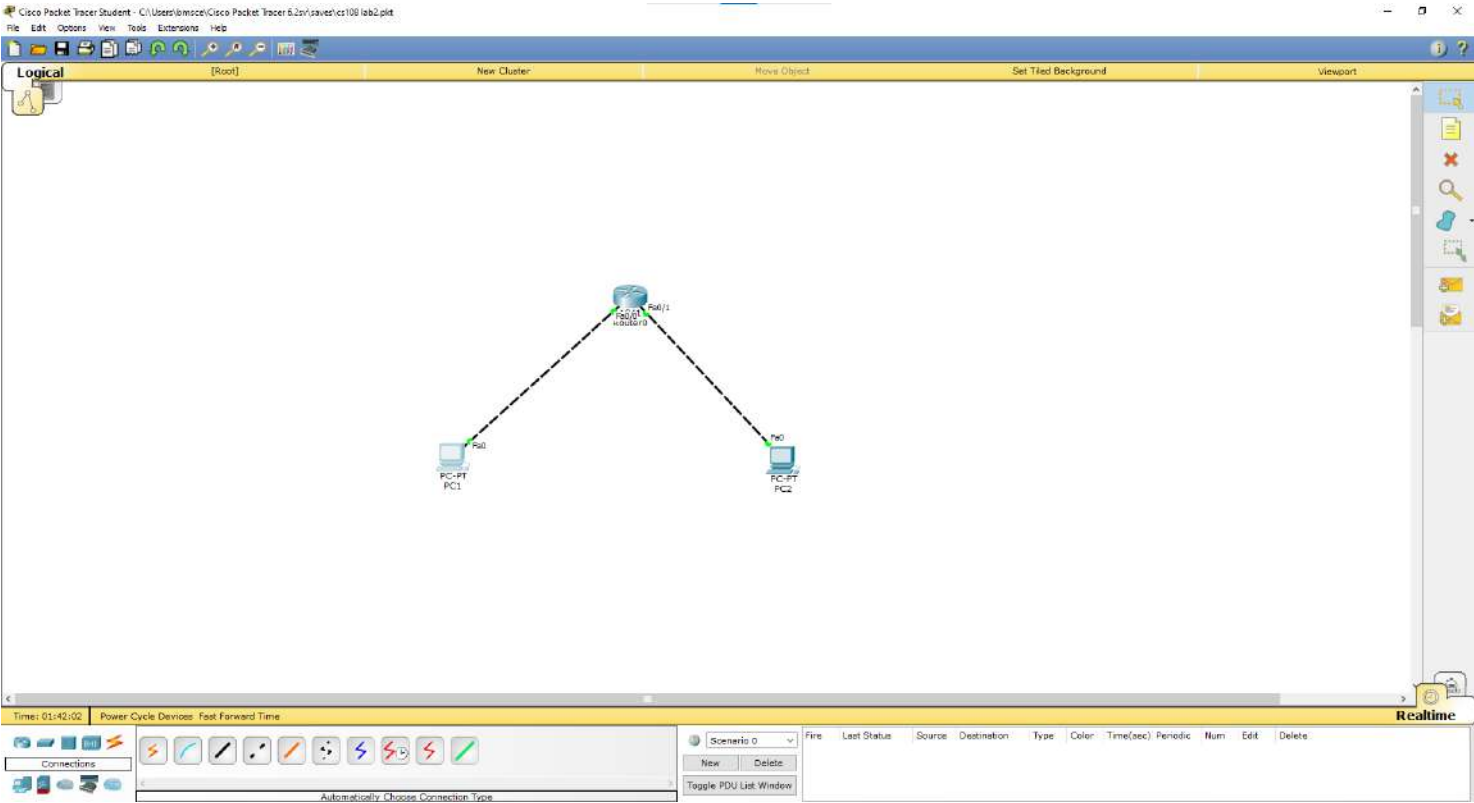 Cisco Packet Tracer Student - C:\Users\bmsce\Cisco Packet Tracer 6.2sv\saves\cs108 lab2.pkt
File Edit Options View Tools Extensions Help
Logical [Root] New Cluster Move Object Set Tiled Background Viewport
Fa0/1
Fa0/0
Router0
Fa0
PC-PT
PC1
Fa0
PC-PT
PC2
Time: 01:42:02 Power Cycle Devices Fast Forward Time Realtime
Scenario 0 Fire Last Status Source Destination Type Color Time(sec) Periodic Num Edit Delete
Connections New Delete
Toggle PDU List Window
Automatically Choose Connection Type